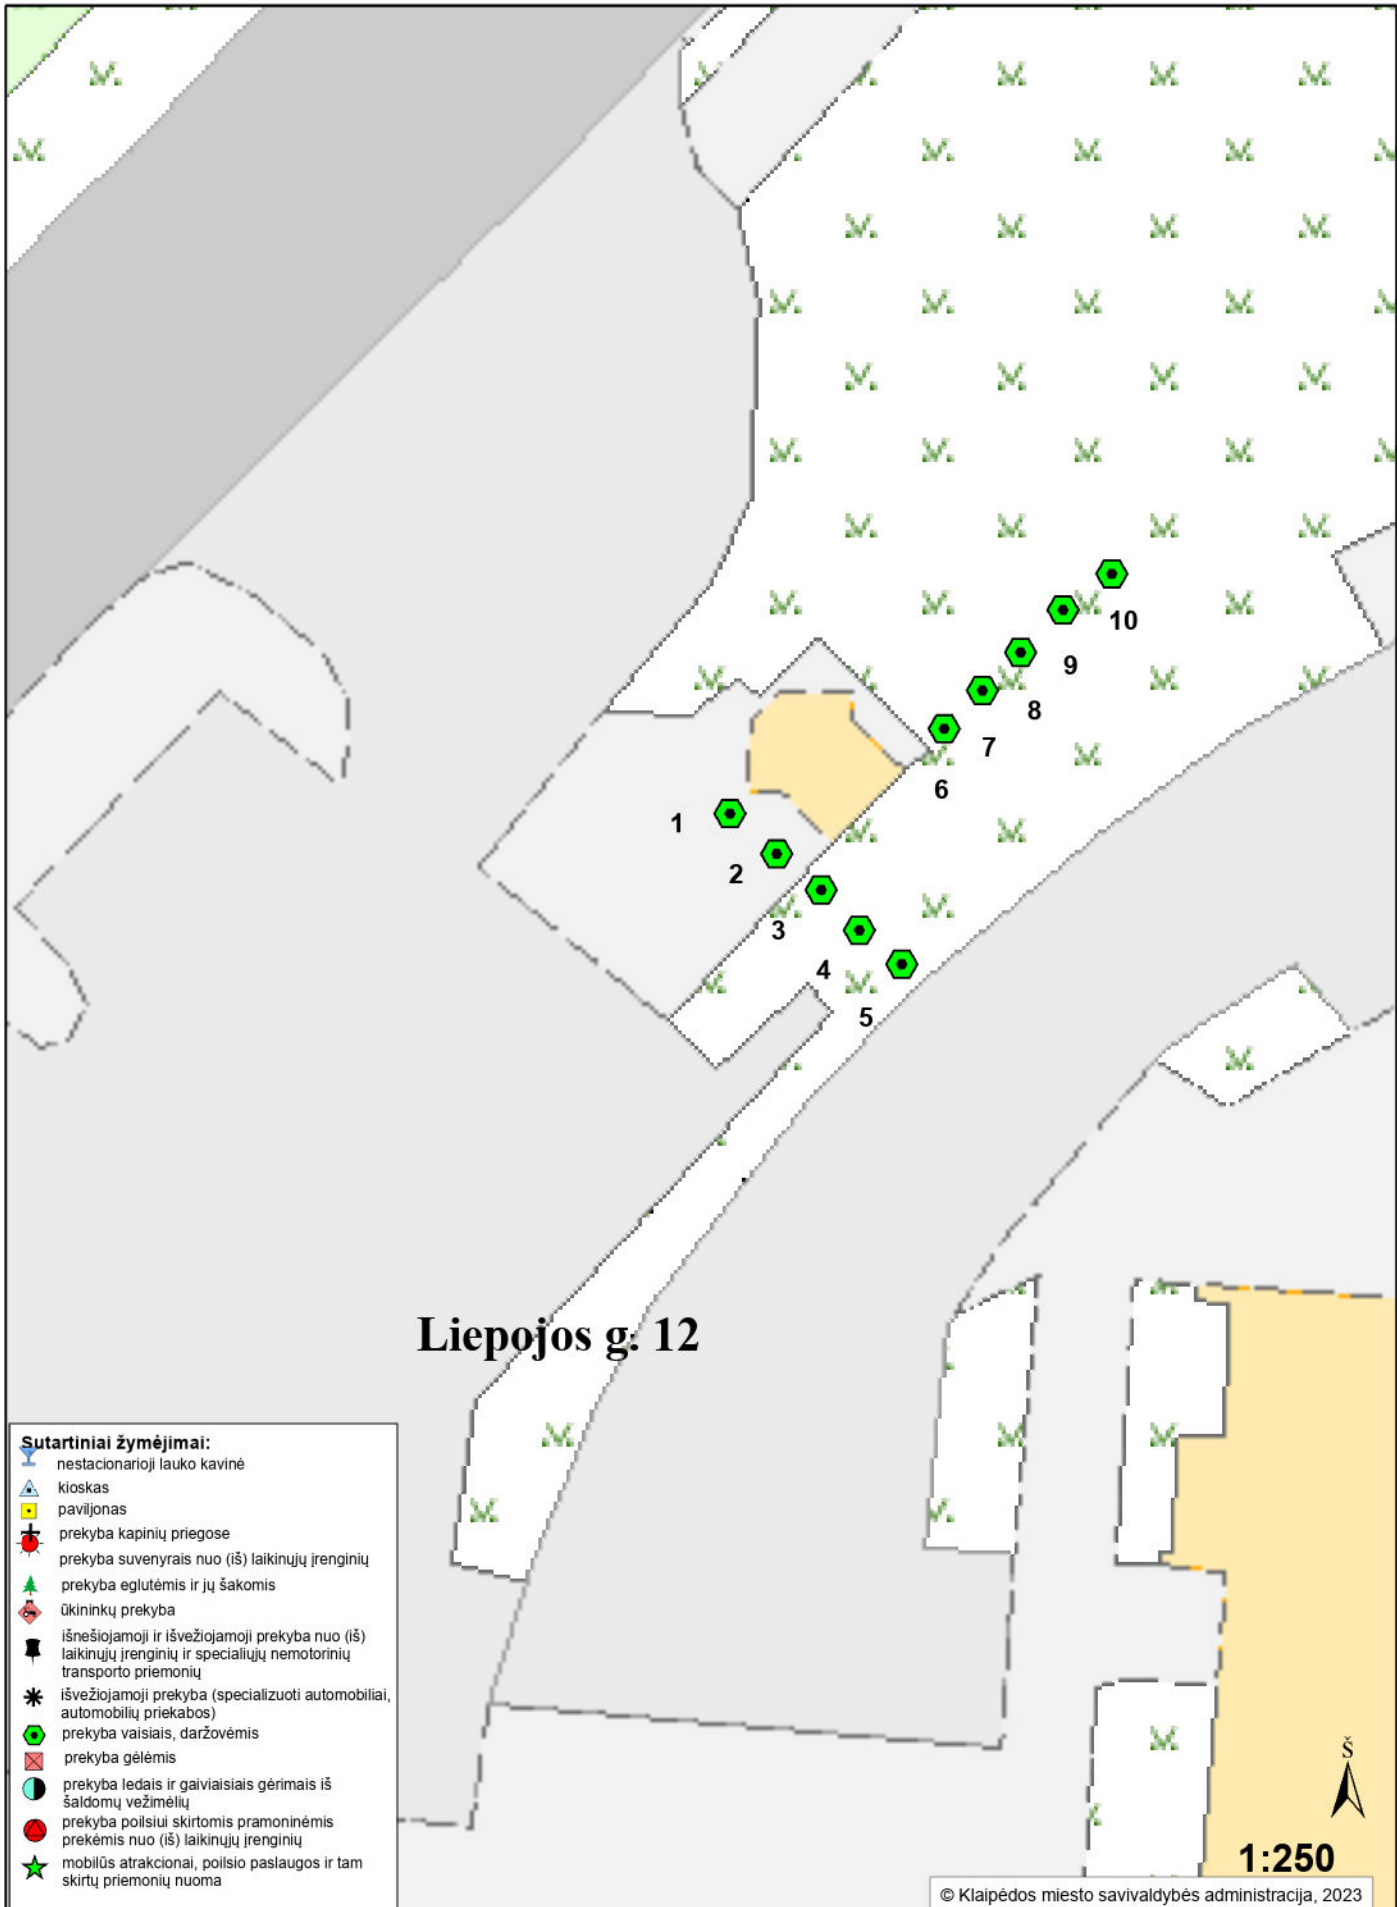 10
9
8
7
6
1
2
3
4
5
Liepojos g. 12
Sutartiniai žymėjimai:
nestacionarioji lauko kavinė
kioskas
paviljonas
prekyba kapinių priegose
prekyba suvenyrais nuo (iš) laikinųjų įrenginių
prekyba eglutėmis ir jų šakomis
ūkininkų prekyba
išnešiojamoji ir išvežiojamoji prekyba nuo (iš)
laikinųjų įrenginių ir specialiųjų nemotorinių
transporto priemonių
išvežiojamoji prekyba (specializuoti automobiliai,
automobilių priekabos)
prekyba vaisiais, daržovėmis
prekyba gėlėmis
prekyba ledais ir gaiviaisiais gėrimais iš
šaldomų vežimėlių
prekyba poilsiui skirtomis pramoninėmis
prekėmis nuo (iš) laikinųjų įrenginių
mobilūs atrakcionai, poilsio paslaugos ir tam
skirtų priemonių nuoma
Š
1:250
© Klaipėdos miesto savivaldybės administracija, 2023